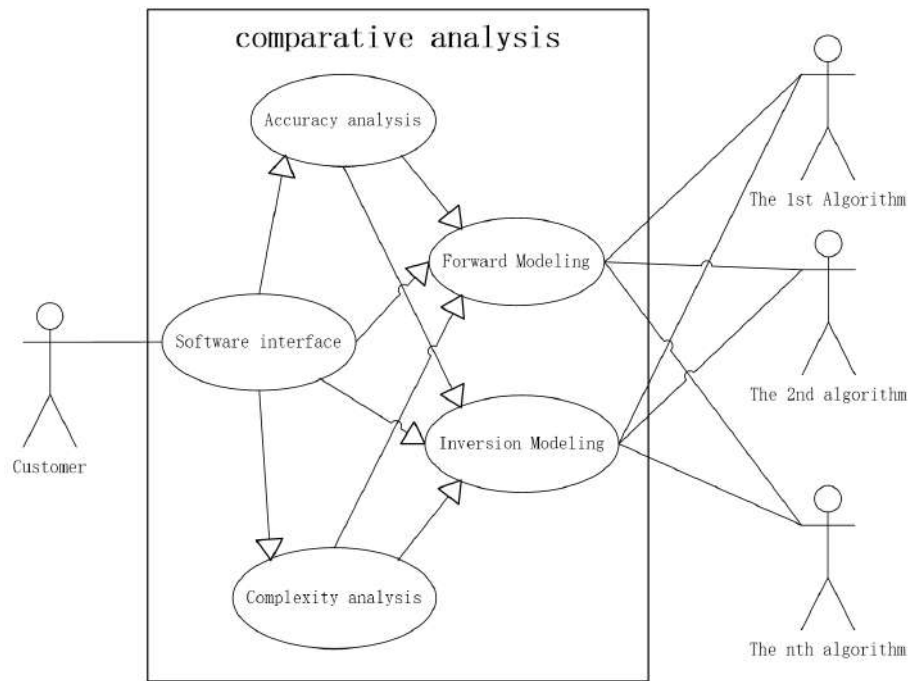 comparative analysis
Accuracy analysis
The 1st Algorithm
Forward Modeling
Software interface
The 2nd algorithm
Inversion Modeling
Customer
Complexity analysis
The nth algorithm